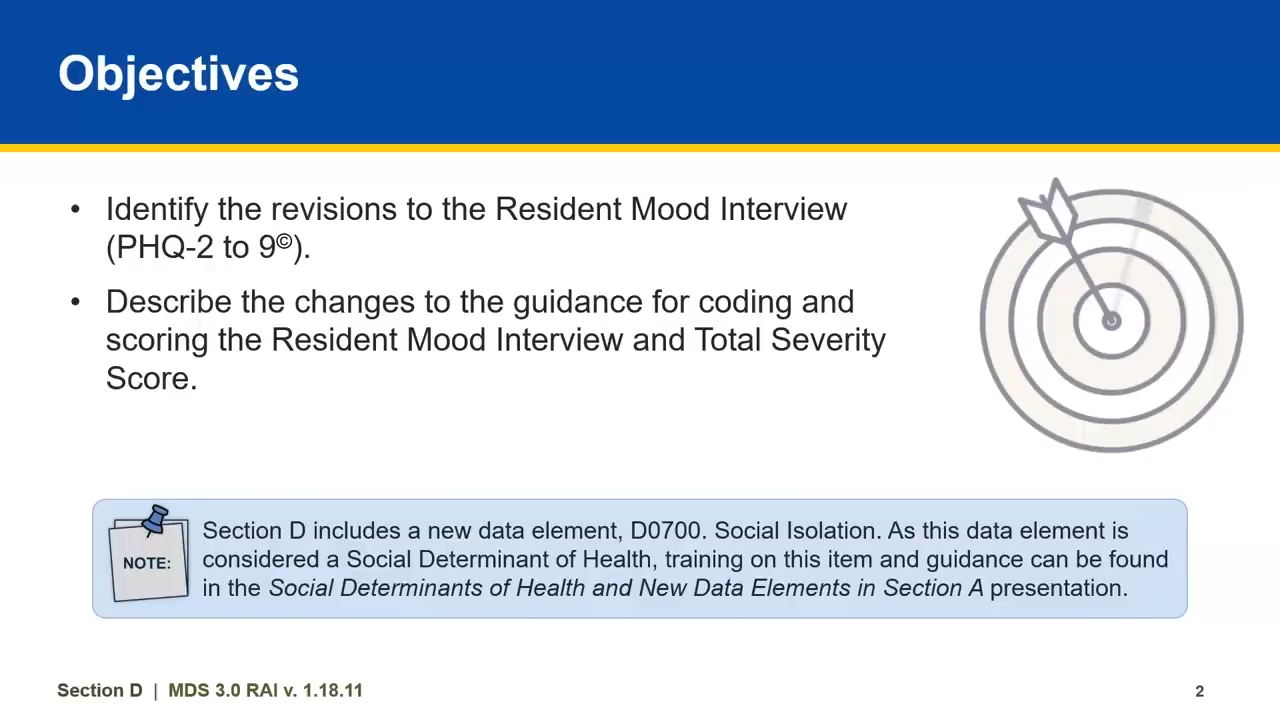 Objectives
• Identify the revisions to the Resident Mood Interview
(PHQ-2 to 9©).
• Describe the changes to the guidance for coding and
scoring the Resident Mood Interview and Total Severity
Score.
NOTE:
Section D includes a new data element, D0700. Social Isolation. As this data element is
considered a Social Determinant of Health, training on this item and guidance can be found
in the Social Determinants of Health and New Data Elements in Section A presentation.
Section D | MDS 3.0 RAI v. 1.18.11
2